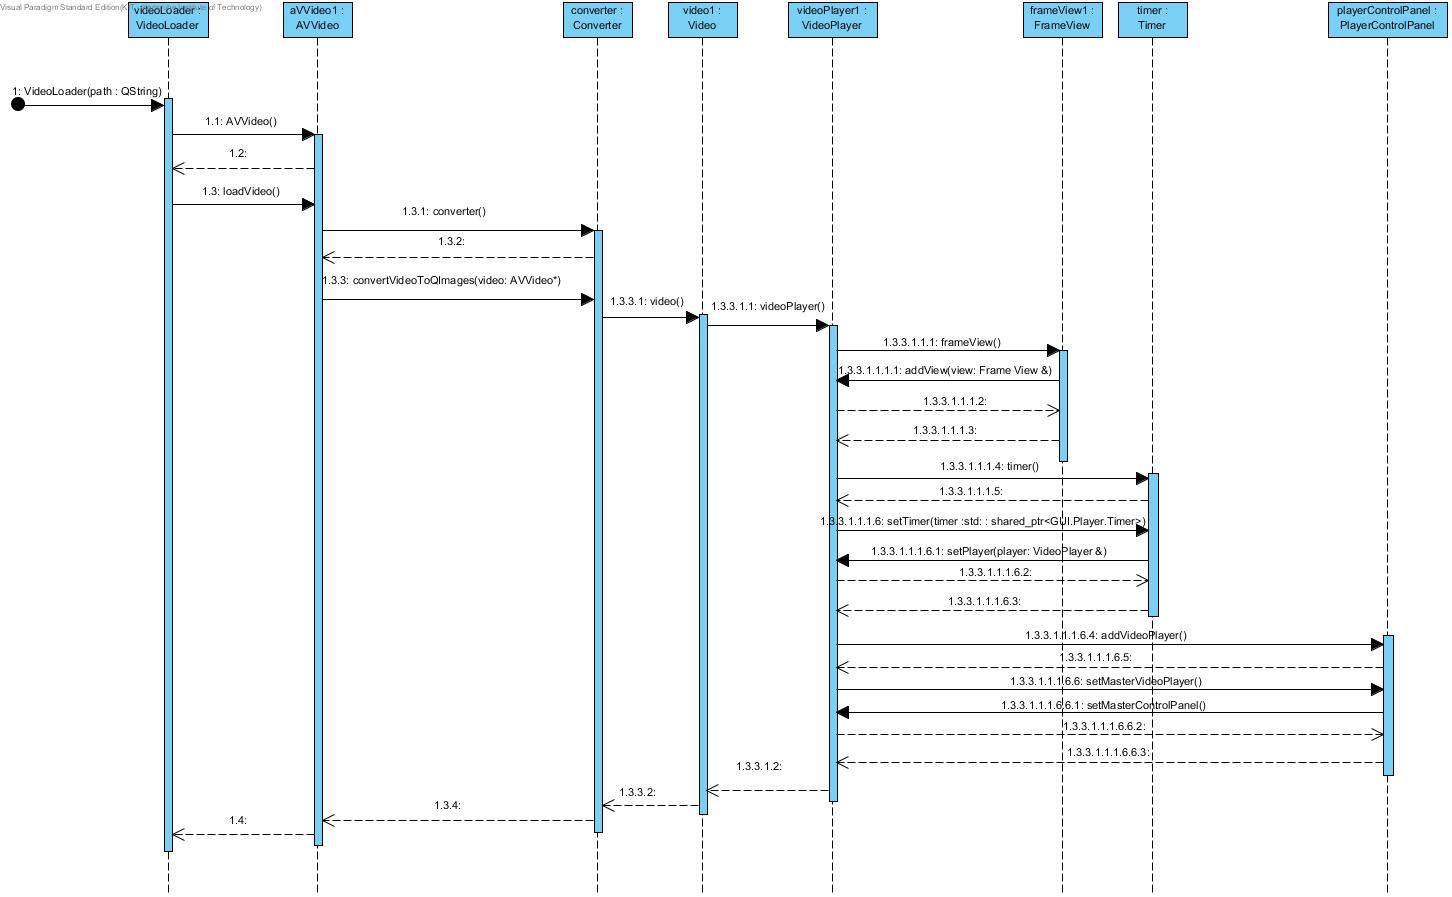 Visual Paradigm Standard Edition(K
Institute of Technology)
videoLoader :
VideoLoader
aVVideo1 :
AVVideo
converter :
Converter
video1 :
Video
videoPlayer1 :
VideoPlayer
frameView1 :
FrameView
timer :
Timer
playerControlPanel :
PlayerControlPanel
1: VideoLoader(path : QString)
1.1: AVVideo()
1.2:
1.3: loadVideo()
1.3.1: converter()
1.3.2:
1.3.3: convertVideoToQImages(video: AVVideo*)
1.3.3.1: video()
1.3.3.1.1: videoPlayer()
1.3.3.1.1.1: frameView()
1.3.3.1.1.1.1: addView(view: Frame View &)
1.3.3.1.1.1.2:
1.3.3.1.1.1.3:
1.3.3.1.1.1.4: timer()
1.3.3.1.1.1.5:
1.3.3.1.1.1.6: setTimer(timer :std: : shared_ptr<GUI.Player.Timer>)
1.3.3.1.1.1.6.1: setPlayer(player: VideoPlayer &)
1.3.3.1.1.1.6.2:
1.3.3.1.1.1.6.3:
1.3.3.1.1.1.6.4: addVideoPlayer()
1.3.3.1.1.1.6.5:
1.3.3.1.1.1.6.6: setMasterVideoPlayer()
1.3.3.1.1.1.6.6.1: setMasterControlPanel()
1.3.3.1.1.1.6.6.2:
1.3.3.1.1.1.6.6.3:
1.3.3.1.2:
1.3.3.2:
1.3.4:
1.4: